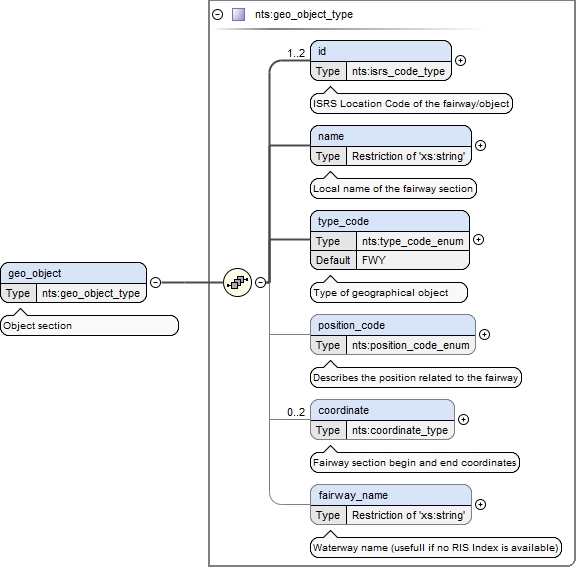 nts:geo_object_type
1..2
id
Type nts:isrs_code_type
ISRS Location Code of the fairway/object
name
Type Restriction of 'xs:string'
Local name of the fairway section
type_code
Type nts:type_code_enum
Default FWY
Type of geographical object
geo_object
Type nts:geo_object_type
Object section
position_code
Type nts:position_code_enum
Describes the position related to the fairway
0..2
coordinate
Type nts:coordinate_type
Fairway section begin and end coordinates
fairway_name
Type Restriction of 'xs:string'
Waterway name (usefull if no RIS Index is available)